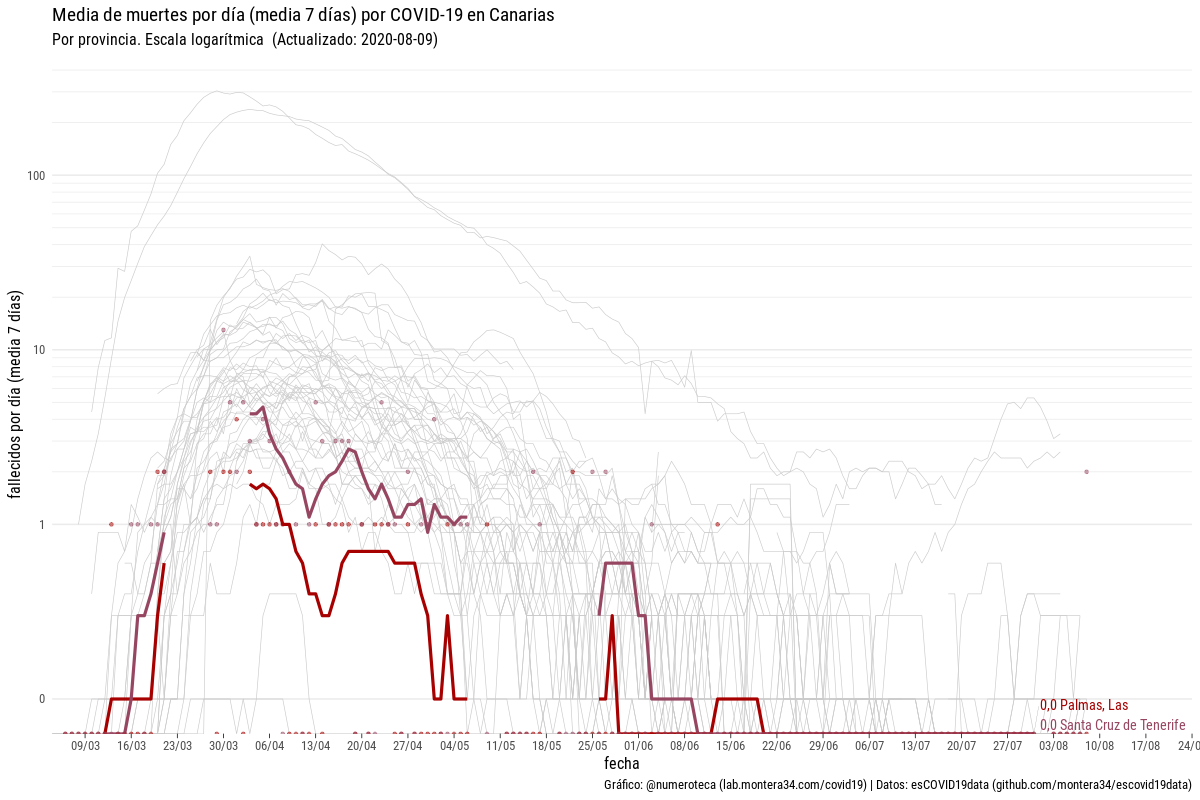 Media de muertes por día (media 7 días) por COVID-19 en Canarias
Por provincia. Escala logarítmica (Actualizado: 2020-08-09)
fallecidos por día (media 7 días)
100
10
1
0
0,0 Palmas, Las
0,0 Santa Cruz de Tenerife
09/03 16/03 23/03 30/03 06/04 13/04 20/04 27/04 04/05 11/05 18/05 25/05 01/06 08/06 15/06 22/06 29/06 06/07 13/07 20/07 27/07 03/08 10/08 17/08 24/0
fecha
Gráfico: @numeroteca (lab.montera34.com/covid19) | Datos: esCOVID19data (github.com/montera34/escovid19data)